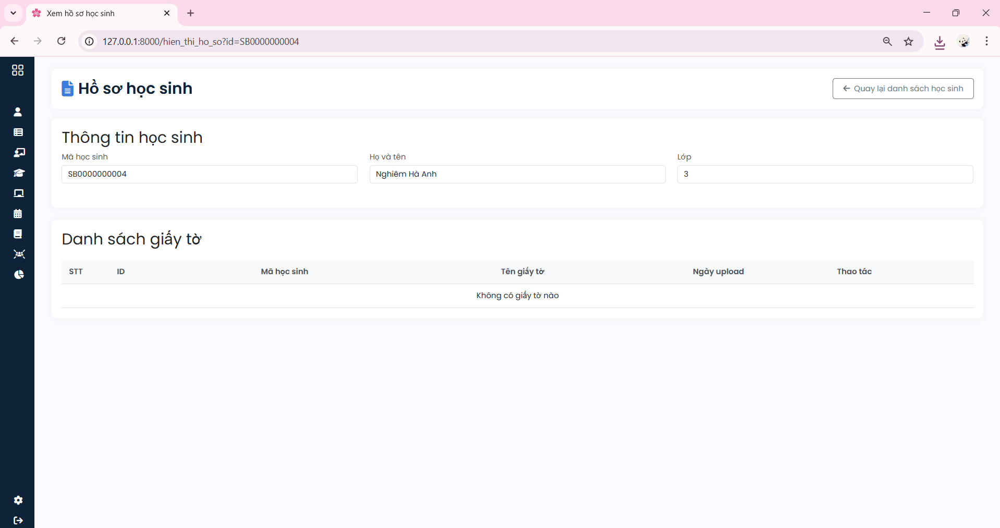 Xem hồ sơ học sinh
127.0.0.1:8000/hien_thi_ho_so?id=SB0000000004
Hồ sơ học sinh
← Quay lại danh sách học sinh
Thông tin học sinh
Mã học sinh Họ và tên Lớp
SB0000000004 Nghiêm Hà Anh 3
Danh sách giấy tờ
STT ID Mã học sinh Tên giấy tờ Ngày upload Thao tác
Không có giấy tờ nào